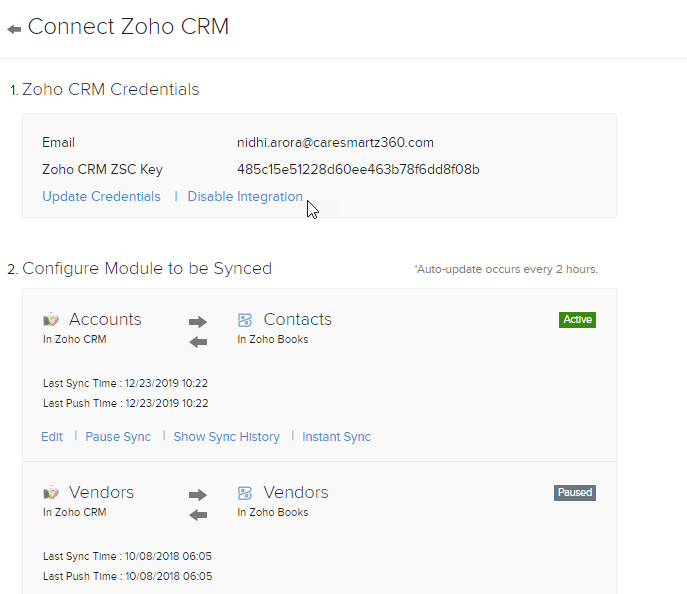 Connect Zoho CRM
1. Zoho CRM Credentials
Email nidhi.arora@caresmartz360.com
Zoho CRM ZSC Key 485c15e51228d60ee463b78f6dd8f08b
Update Credentials | Disable Integration
2. Configure Module to be Synced *Auto-update occurs every 2 hours.
Accounts Contacts Active
In Zoho CRM In Zoho Books
Last Sync Time : 12/23/2019 10:22
Last Push Time : 12/23/2019 10:22
Edit | Pause Sync | Show Sync History | Instant Sync
Vendors Vendors Paused
In Zoho CRM In Zoho Books
Last Sync Time : 10/08/2018 06:05
Last Push Time : 10/08/2018 06:05